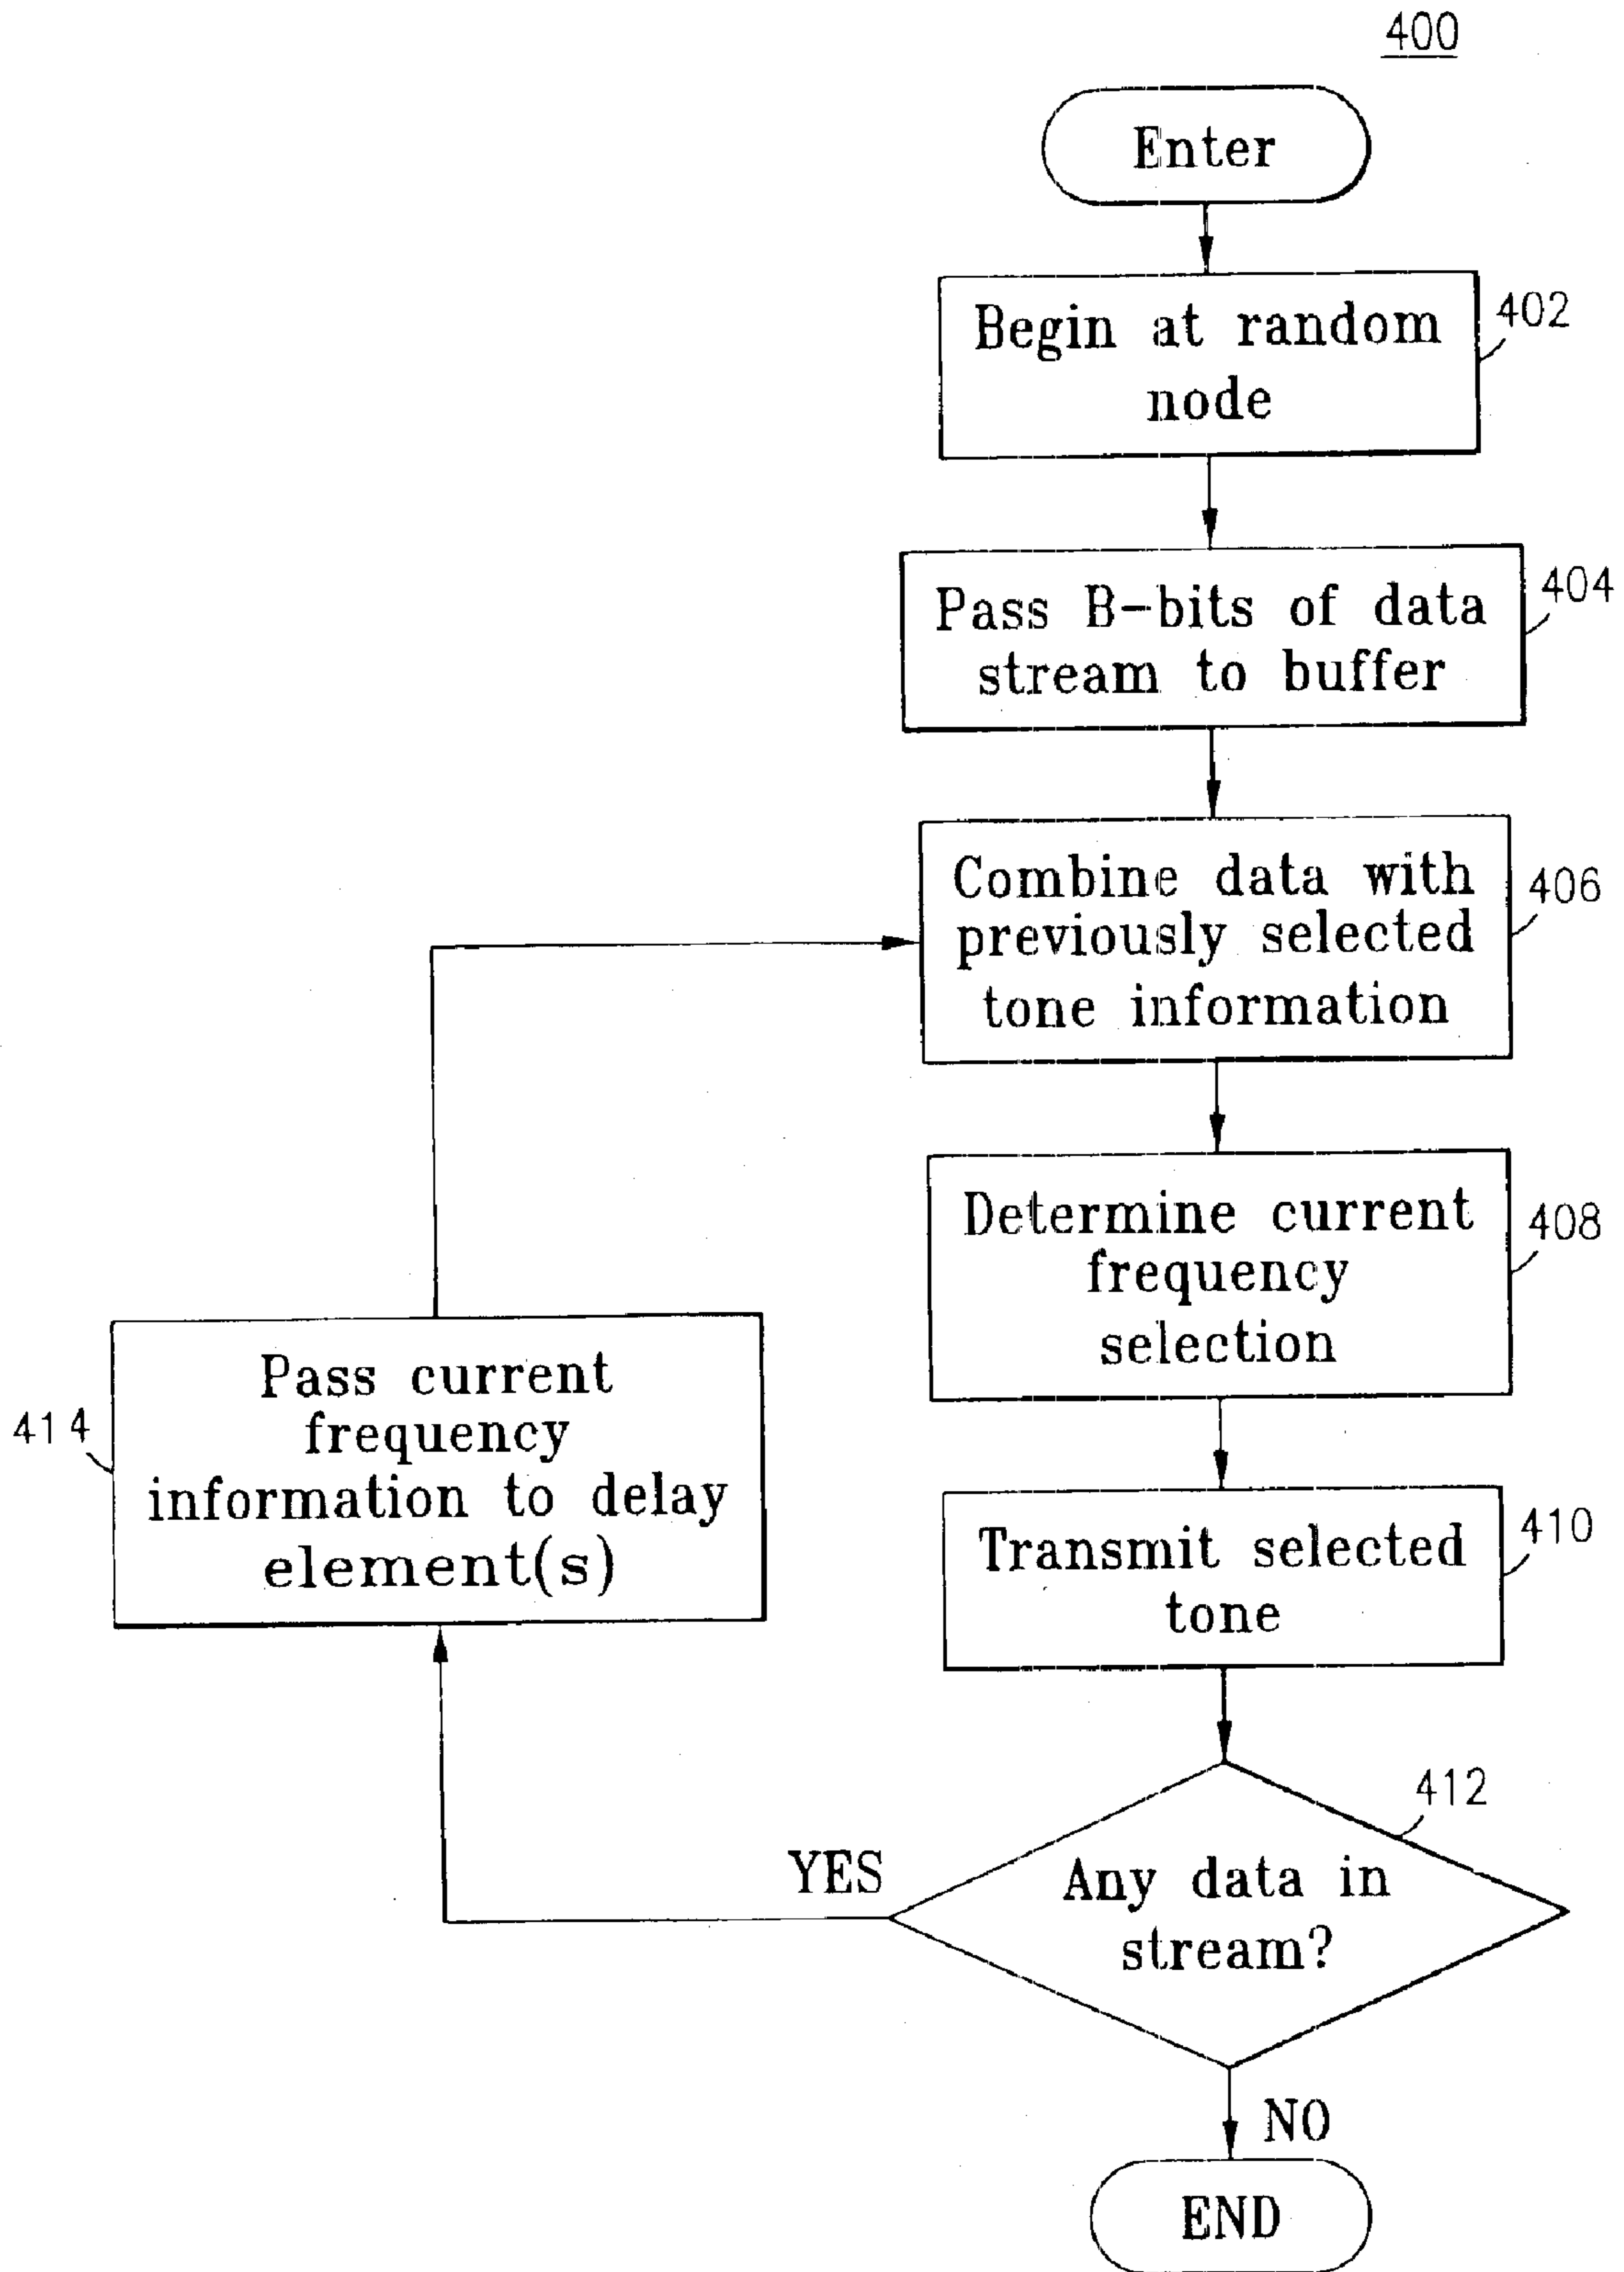 400
Enter
Begin at random
node
402
Pass B-bits of data
stream to buffer
404
Combine data with
previously selected
tone information
406
Determine current
frequency
selection
408
Pass current
frequency
information to delay
element(s)
414
Transmit selected
tone
410
Any data in
stream?
412
YES
NO
END